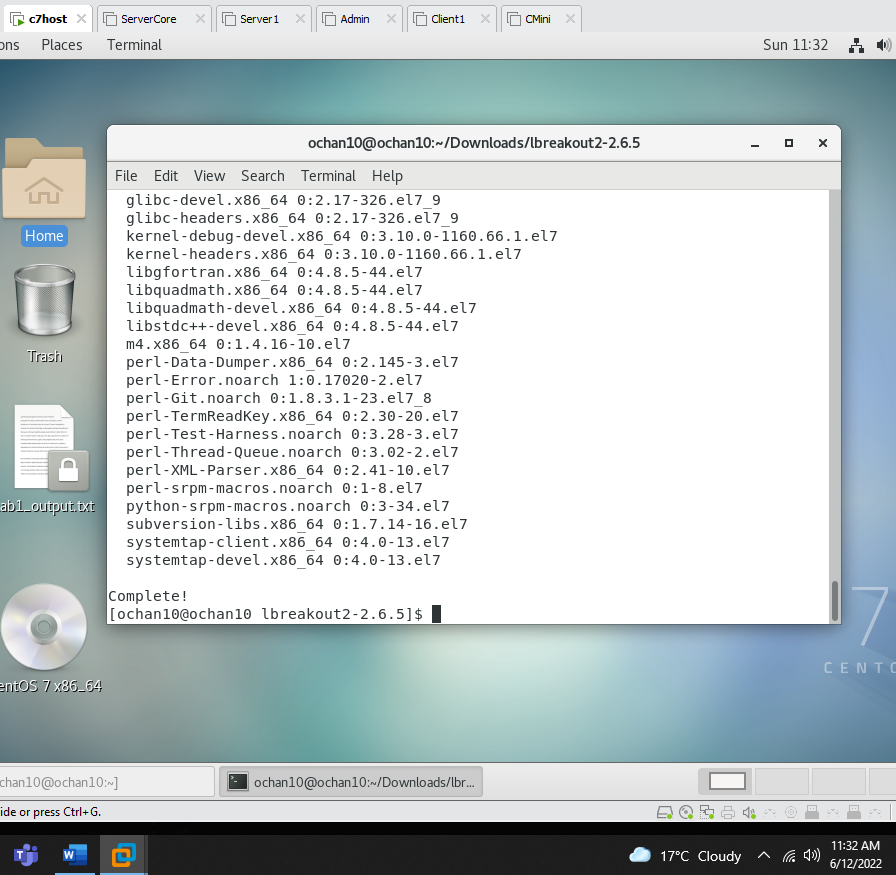 c7host
ServerCore
Server1
Admin
Client1
CMini
ons Places Terminal
Sun 11:32
ochan10@ochan10:~/Downloads/lbreakout2-2.6.5
File Edit View Search Terminal Help
glibc-devel.x86_64 0:2.17-326.el7_9
glibc-headers.x86_64 0:2.17-326.el7_9
kernel-debug-devel.x86_64 0:3.10.0-1160.66.1.el7
kernel-headers.x86_64 0:3.10.0-1160.66.1.el7
libgfortran.x86_64 0:4.8.5-44.el7
libquadmath.x86_64 0:4.8.5-44.el7
libquadmath-devel.x86_64 0:4.8.5-44.el7
libstdc++-devel.x86_64 0:4.8.5-44.el7
m4.x86_64 0:1.4.16-10.el7
perl-Data-Dumper.x86_64 0:2.145-3.el7
perl-Error.noarch 1:0.17020-2.el7
perl-Git.noarch 0:1.8.3.1-23.el7_8
perl-TermReadKey.x86_64 0:2.30-20.el7
perl-Test-Harness.noarch 0:3.28-3.el7
perl-Thread-Queue.noarch 0:3.02-2.el7
perl-XML-Parser.x86_64 0:2.41-10.el7
perl-srpm-macros.noarch 0:1-8.el7
python-srpm-macros.noarch 0:3-34.el7
subversion-libs.x86_64 0:1.7.14-16.el7
systemtap-client.x86_64 0:4.0-13.el7
systemtap-devel.x86_64 0:4.0-13.el7
Complete!
[ochan10@ochan10 lbreakout2-2.6.5]$
Home
Trash
ab1_output.txt
entOS 7 x86_64
7
CENTO
chan10@ochan10:~]
ochan10@ochan10:~/Downloads/lbr...
ide or press Ctrl+G.
17°C Cloudy
11:32 AM
6/12/2022